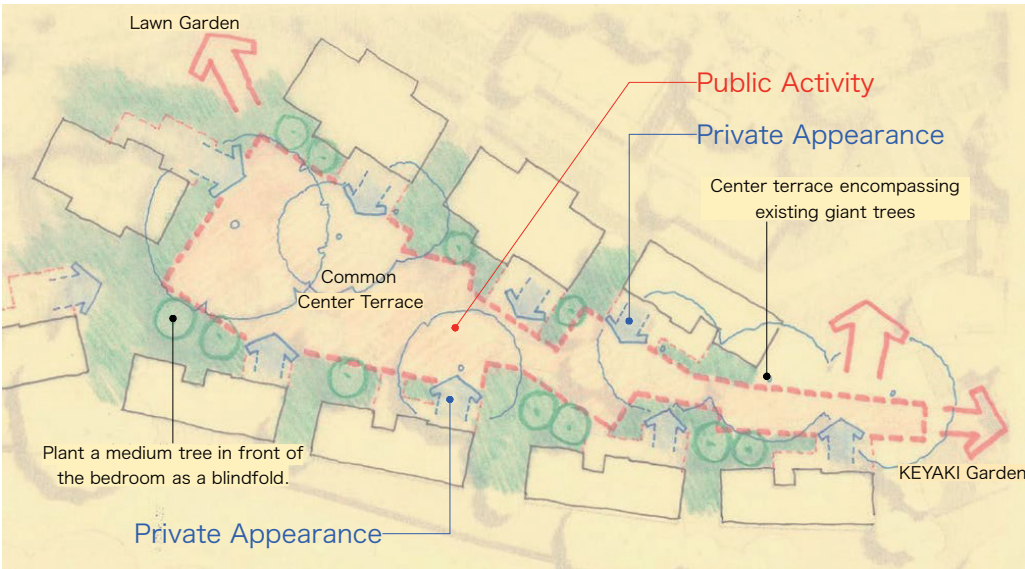 Lawn Garden
Public Activity
Private Appearance
Center terrace encompassing
existing giant trees
Common
Center Terrace
Plant a medium tree in front of
the bedroom as a blindfold.
KEYAKI Garden
Private Appearance